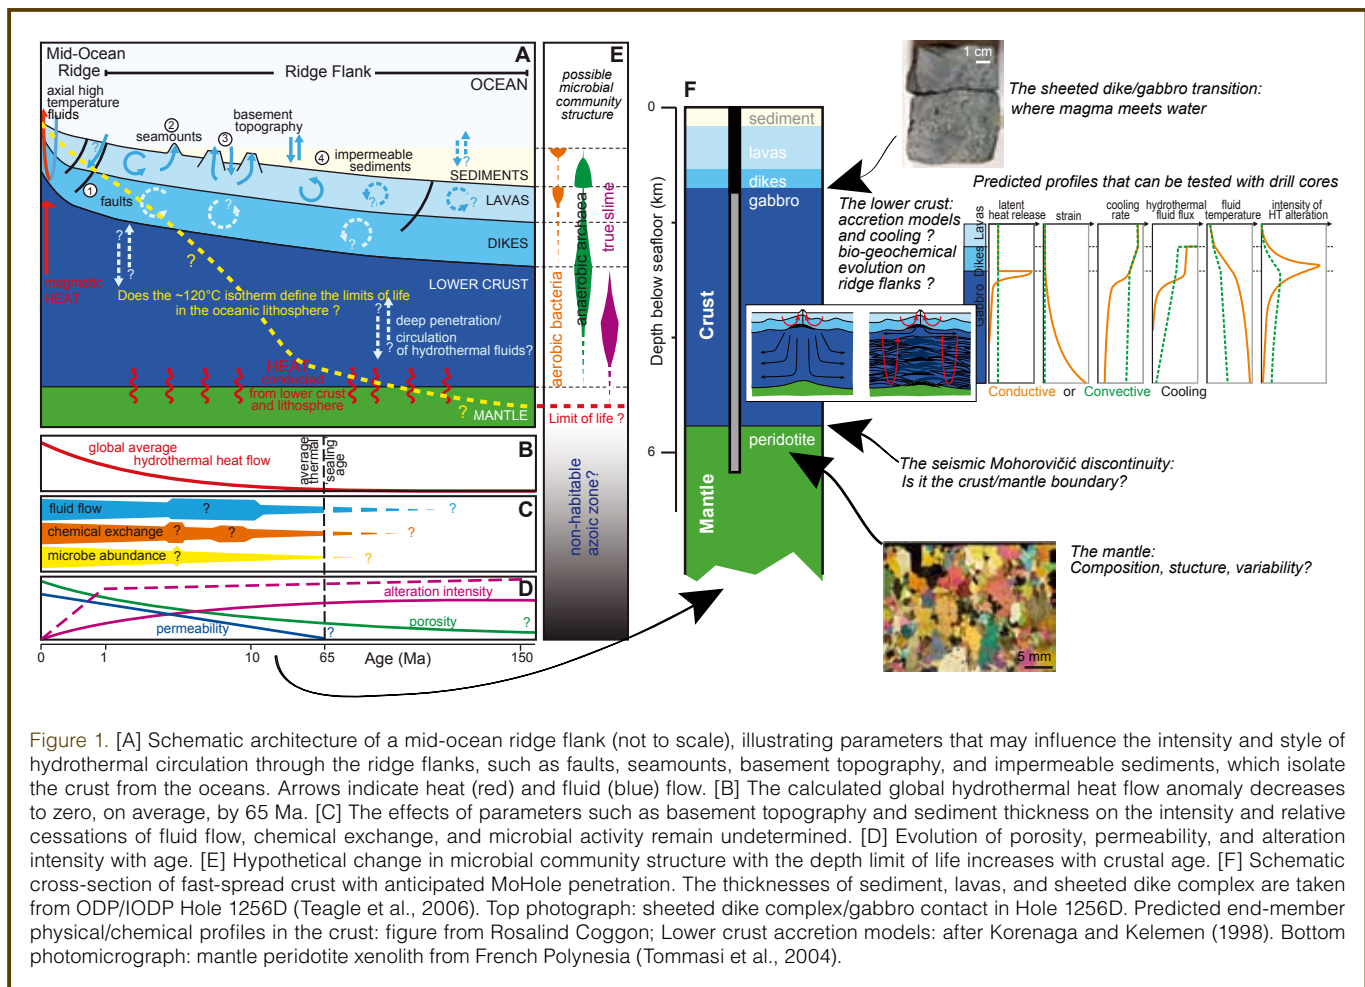 Mid-Ocean
Ridge
Ridge Flank
A
OCEAN
axial high
temperature
fluids
②
seamounts
③
basement
topography
④
impermeable
sediments
SEDIMENTS
?
①
faults
LAVAS
?
?
?
?
DIKES
?
?
?
magmatic
HEAT
LOWER CRUST
Does the ~120°C isotherm define the limits of life
in the oceanic lithosphere ?
?
?
deep penetration/
circulation
of hydrothermal fluids?
HEAT
conducted
from lower crust
and lithosphere
?
MANTLE
E
possible
microbial
community
structure
aerobic bacteria
anaerobic archaea
true slime
Limit of life ?
non-habitable
azoic zone?
B
global average
hydrothermal heat flow
average
thermal
sealing
age
C
fluid flow
?
?
chemical exchange
?
?
?
microbe abundance
?
?
D
alteration intensity
permeability
?
porosity
?
0
1
10
65
Age (Ma)
150
F
0
6
Depth below seafloor (km)
sediment
lavas
dikes
gabbro
Crust
peridotite
Mantle
1 cm
The sheeted dike/gabbro transition:
where magma meets water
The lower crust:
accretion models
and cooling ?
bio-geochemical
evolution on
ridge flanks ?
Predicted profiles that can be tested with drill cores
latent
heat release
strain
cooling
rate
hydrothermal
fluid flux
fluid
temperature
intensity of
HT alteration
Lavas
Dikes
Gabbro
Conductive or Convective Cooling
The seismic Mohorovičić discontinuity:
Is it the crust/mantle boundary?
The mantle:
Composition, stucture, variability?
5 mm
Figure 1. [A] Schematic architecture of a mid-ocean ridge flank (not to scale), illustrating parameters that may influence the intensity and style of
hydrothermal circulation through the ridge flanks, such as faults, seamounts, basement topography, and impermeable sediments, which isolate
the crust from the oceans. Arrows indicate heat (red) and fluid (blue) flow. [B] The calculated global hydrothermal heat flow anomaly decreases
to zero, on average, by 65 Ma. [C] The effects of parameters such as basement topography and sediment thickness on the intensity and relative
cessations of fluid flow, chemical exchange, and microbial activity remain undetermined. [D] Evolution of porosity, permeability, and alteration
intensity with age. [E] Hypothetical change in microbial community structure with the depth limit of life increases with crustal age. [F] Schematic
cross-section of fast-spread crust with anticipated MoHole penetration. The thicknesses of sediment, lavas, and sheeted dike complex are taken
from ODP/IODP Hole 1256D (Teagle et al., 2006). Top photograph: sheeted dike complex/gabbro contact in Hole 1256D. Predicted end-member
physical/chemical profiles in the crust: figure from Rosalind Coggon; Lower crust accretion models: after Korenaga and Kelemen (1998). Bottom
photomicrograph: mantle peridotite xenolith from French Polynesia (Tommasi et al., 2004).